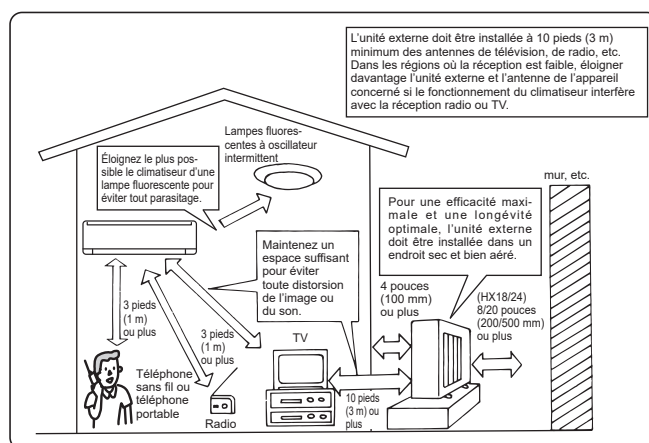 L'unité externe doit être installée à 10 pieds (3 m)
minimum des antennes de télévision, de radio, etc.
Dans les régions où la réception est faible, éloigner
davantage l'unité externe et l'antenne de l'appareil
concerné si le fonctionnement du climatiseur interfère
avec la réception radio ou TV.
Lampes fluores-
centes à oscillateur
intermittent
Éloignez le plus pos-
sible le climatiseur d'une
lampe fluorescente pour
éviter tout parasitage.
mur, etc.
Pour une efficacité maxi-
male et une longévité
optimale, l'unité externe
doit être installée dans un
endroit sec et bien aéré.
Maintenez un
espace suffisant
pour éviter
toute distorsion
de l'image ou
du son.
4 pouces
(100 mm)
ou plus
(HX18/24)
8/20 pouces
(200/500 mm)
ou plus
3 pieds
(1 m)
ou plus
3 pieds
(1 m)
ou plus
TV
Téléphone
sans fil ou
téléphone
portable
Radio
10 pieds
(3 m) ou
plus